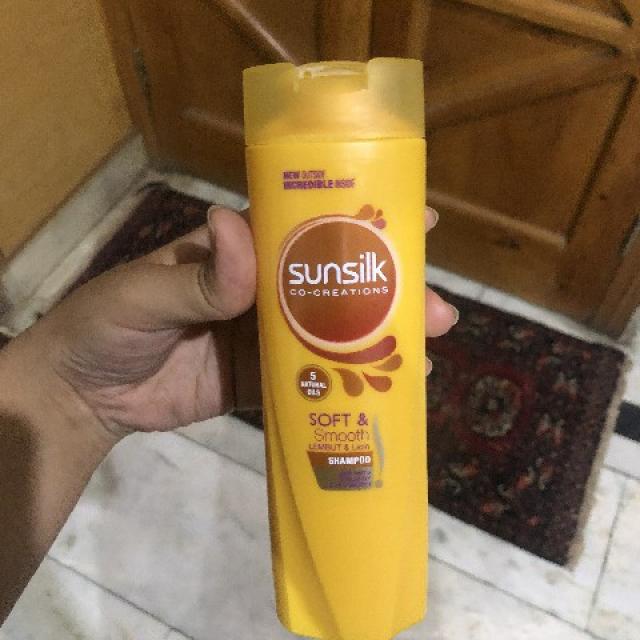 NEW OUTSIDE
INCREDIBLE INSIDE
sunsilk
CO-CREATIONS
5
NATURAL
OILS
SOFT &
Smooth
LEMBUT & Licin
SHAMPOO